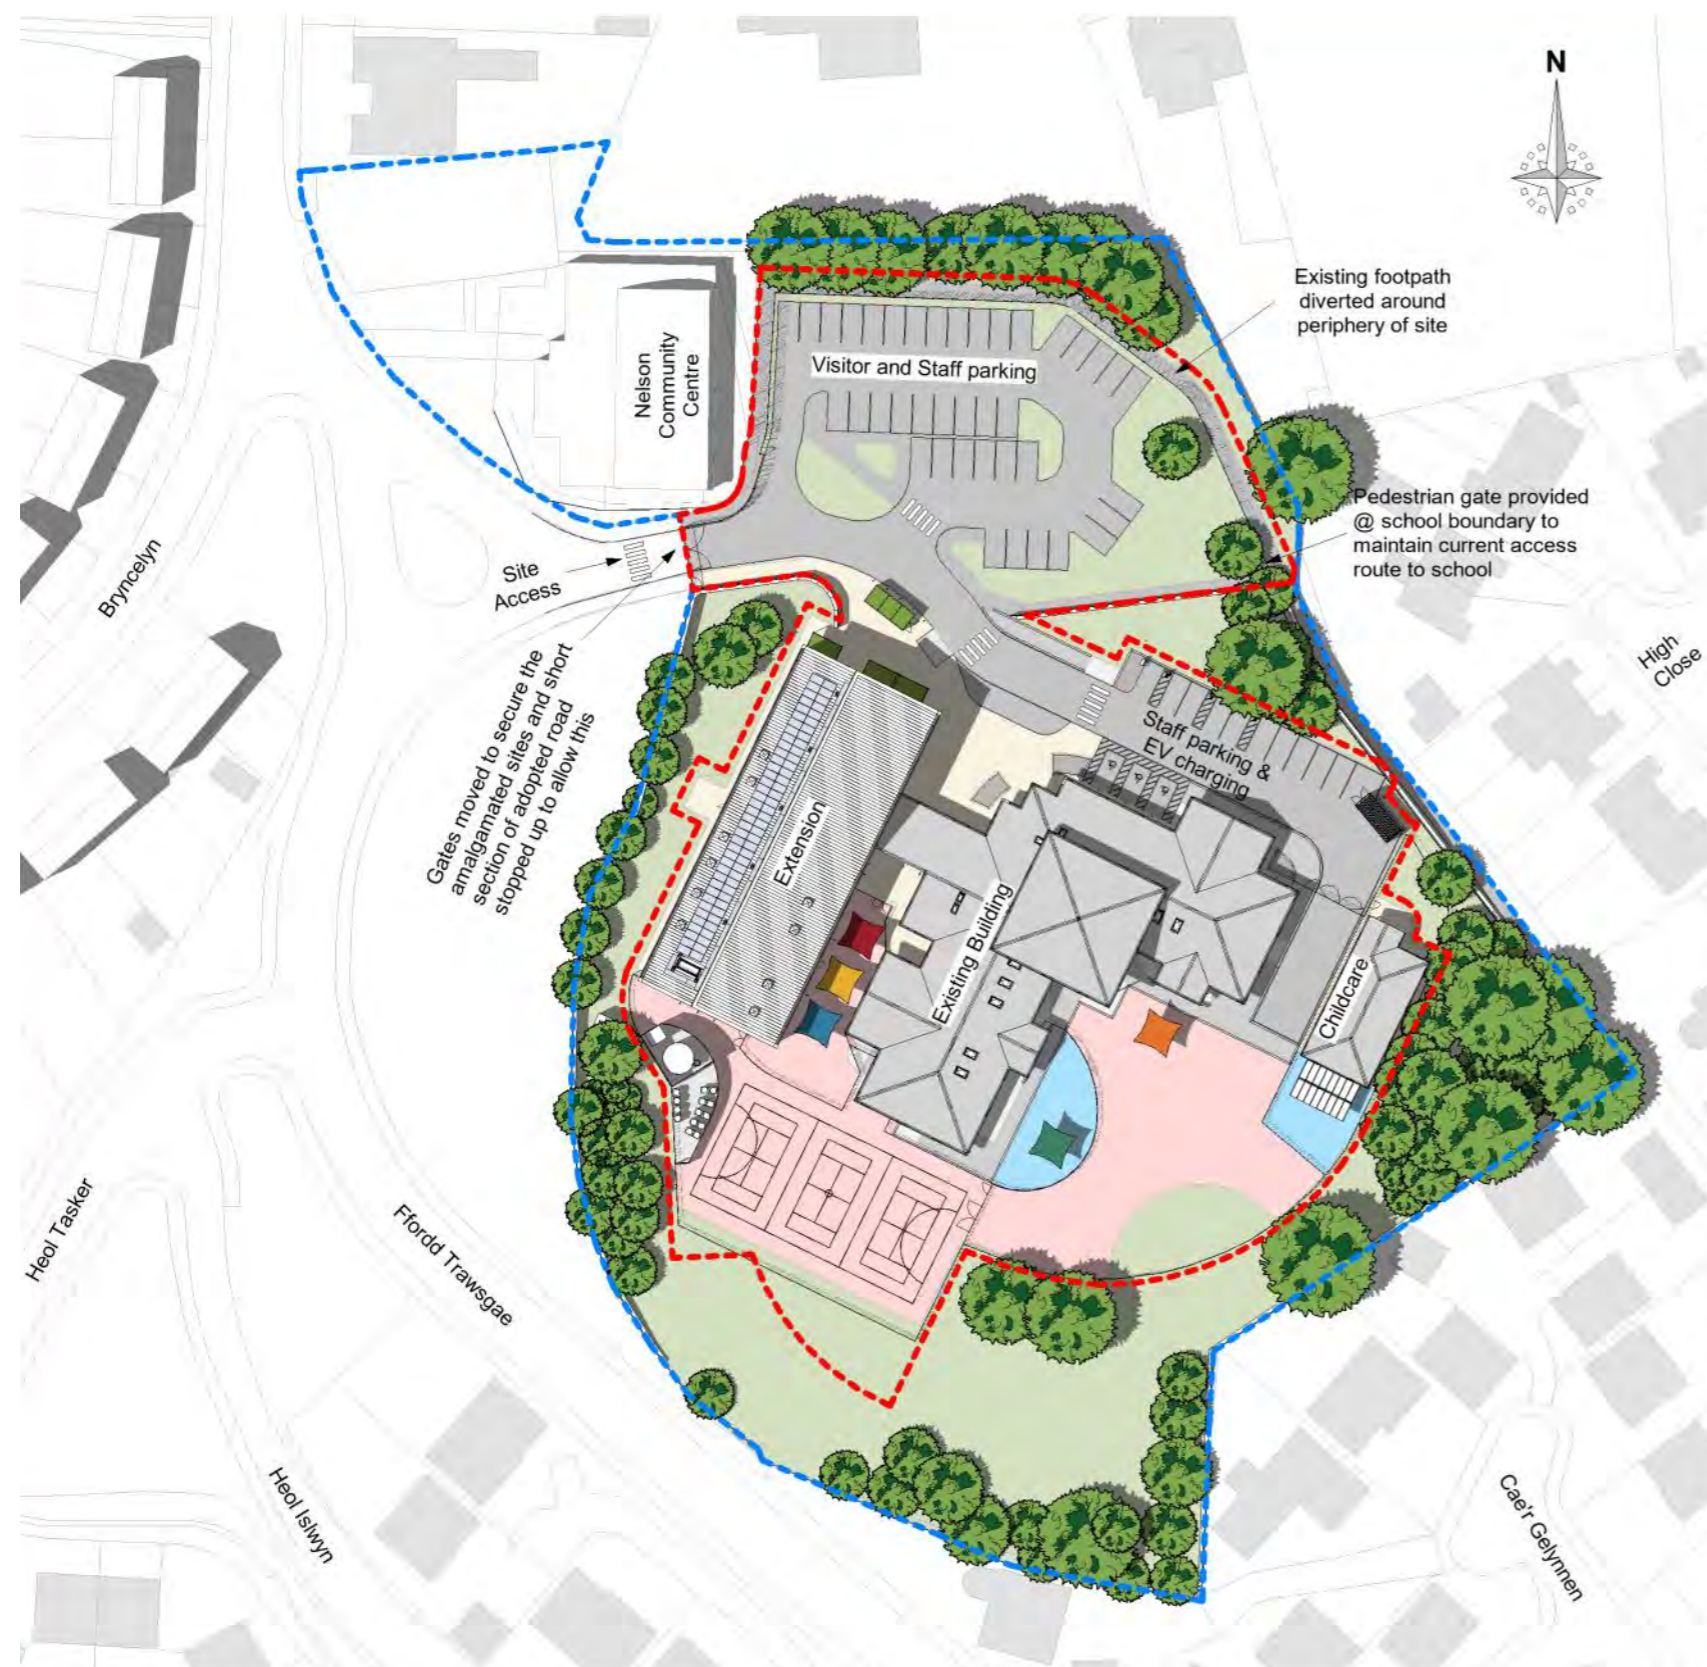 N
Existing footpath
diverted around
periphery of site
Visitor and Staff parking
Nelson
Community
Centre
Pedestrian gate provided
@ school boundary to
maintain current access
route to school
Site
Access
Bryncelyn
High
Close
Gates moved to secure the
amalgamated sites and short
section of adopted road
stopped up to allow this
Staff parking &
EV charging
Extension
Existing Building
Childcare
Heol Tasker
Ffordd Trawsgae
Heol Islwyn
Cae'r Gelynnen